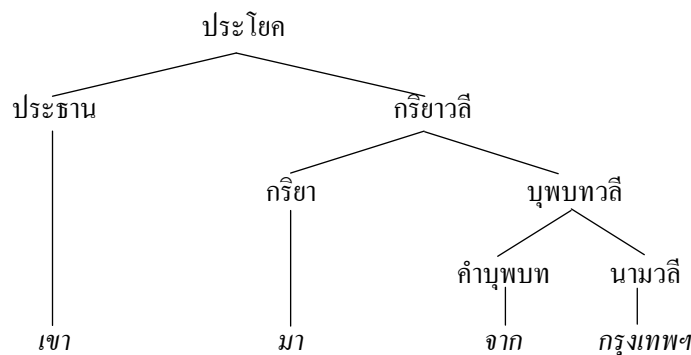 ประโยค
ประธาน กริยาวลี
กริยา บุพบทวลี
คำบุพบท นามวลี
เขา มา จาก กรุงเทพฯ